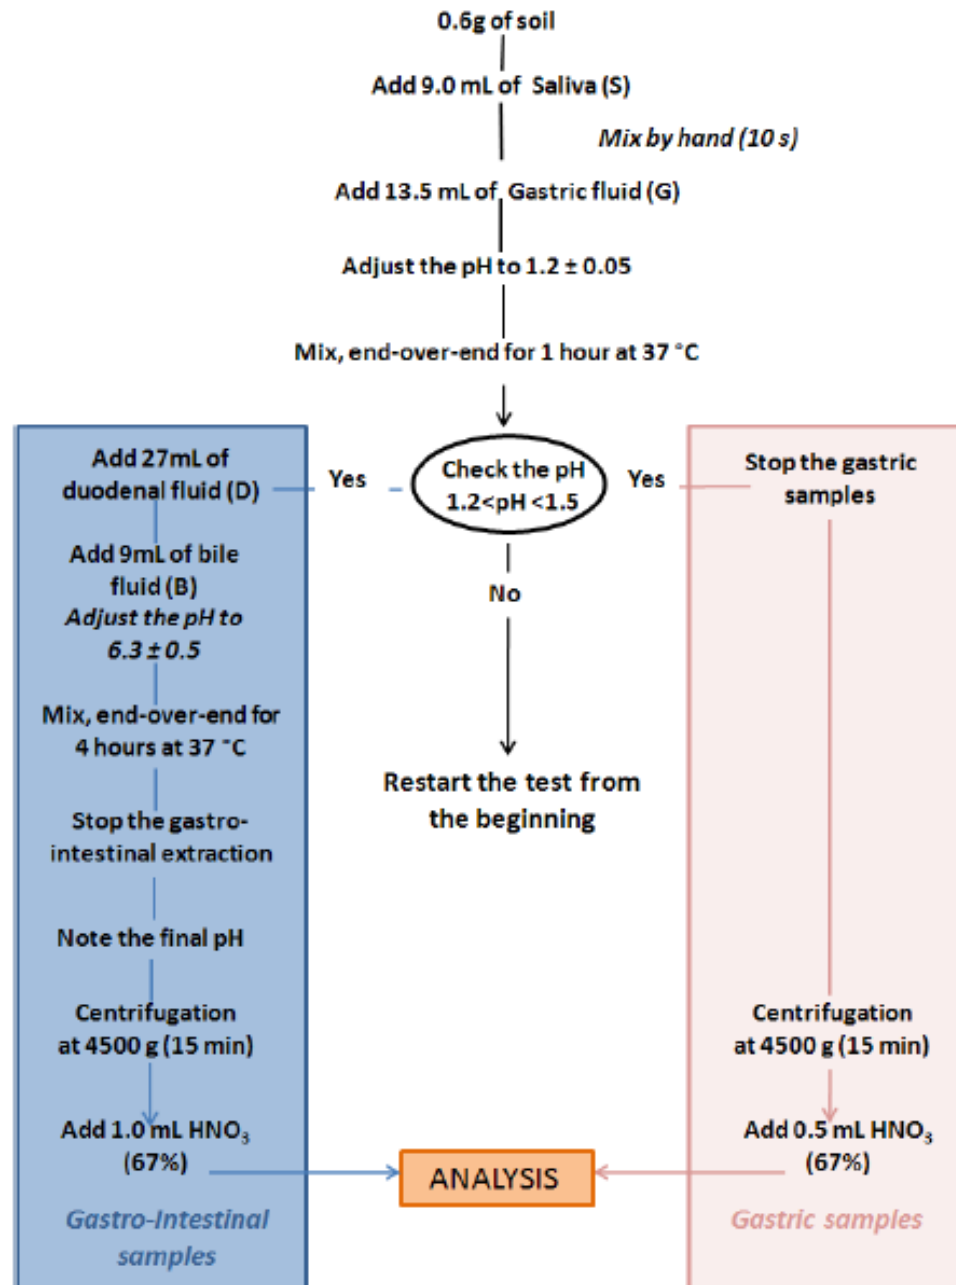 0.6g of soil
Add 9.0 mL of Saliva (S)
Mix by hand (10 s)
Add 13.5 mL of Gastric fluid (G)
Adjust the pH to 1.2 ± 0.05
Mix, end-over-end for 1 hour at 37 °C
Check the pH
1.2<pH <1.5
Yes
Yes
No
Restart the test from
the beginning
Add 27mL of
duodenal fluid (D)
Add 9mL of bile
fluid (B)
Adjust the pH to
6.3 ± 0.5
Mix, end-over-end for
4 hours at 37 °C
Stop the gastro-
intestinal extraction
Note the final pH
Centrifugation
at 4500 g (15 min)
Add 1.0 mL HNO₃
(67%)
Gastro-Intestinal
samples
Stop the gastric
samples
Centrifugation
at 4500 g (15 min)
Add 0.5 mL HNO₃
(67%)
Gastric samples
ANALYSIS